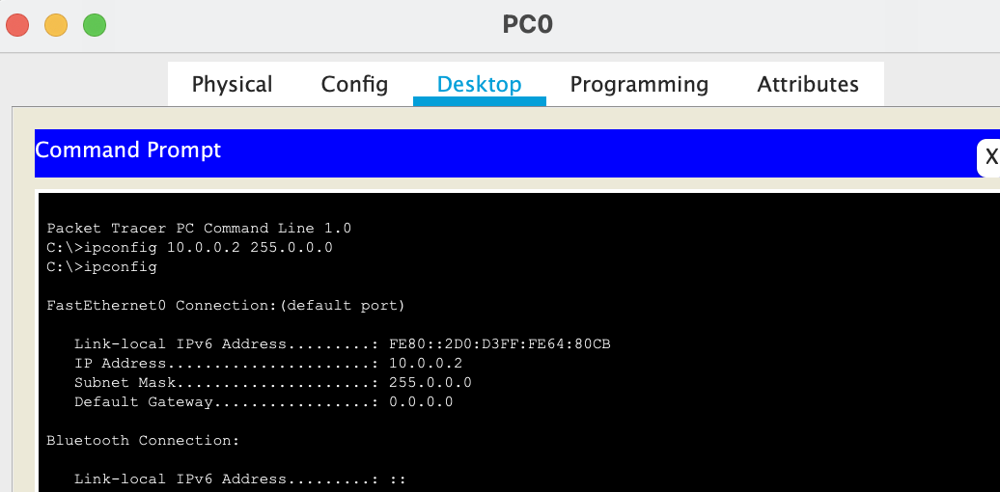 PC0
Physical Config Desktop Programming Attributes
Command Prompt
X
Packet Tracer PC Command Line 1.0
C:\>ipconfig 10.0.0.2 255.0.0.0
C:\>ipconfig
FastEthernet0 Connection:(default port)
Link-local IPv6 Address.........: FE80::2D0:D3FF:FE64:80CB
IP Address......................: 10.0.0.2
Subnet Mask.....................: 255.0.0.0
Default Gateway.................: 0.0.0.0
Bluetooth Connection:
Link-local IPv6 Address.........: ::